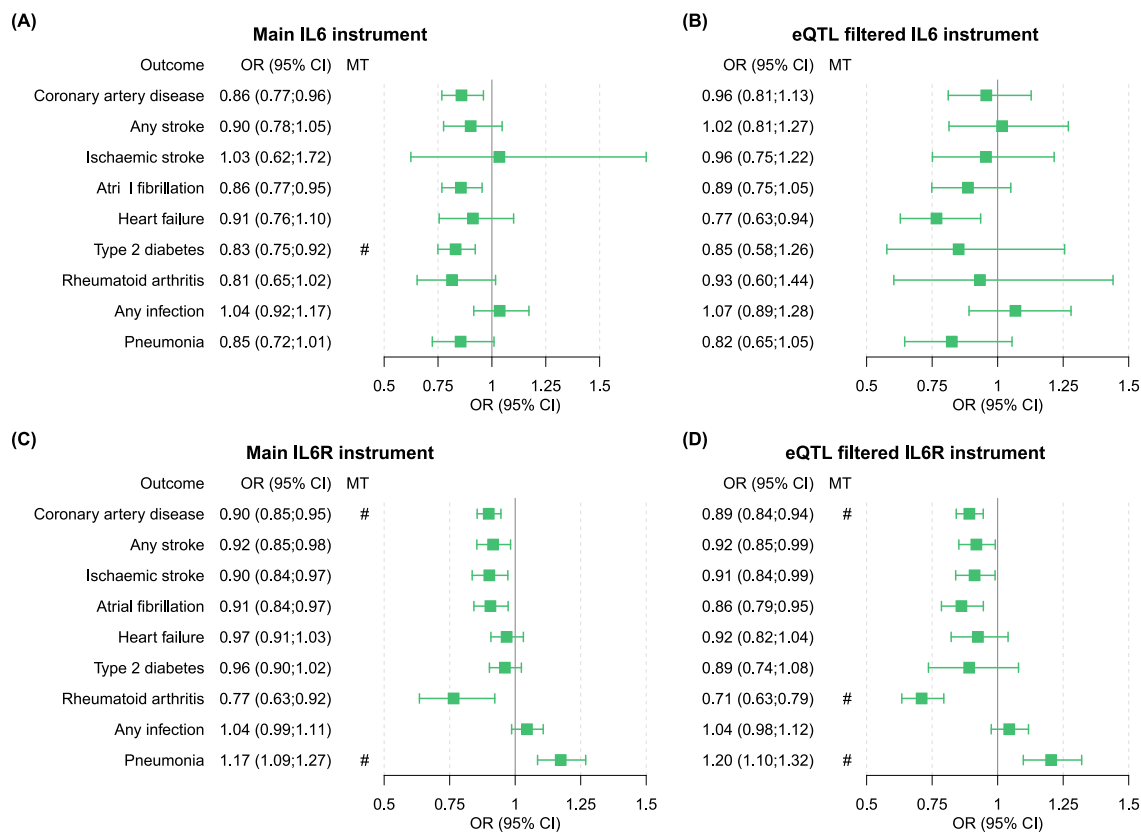 (A)
Main IL6 instrument
Outcome OR (95% CI) MT
Coronary artery disease 0.86 (0.77;0.96)
Any stroke 0.90 (0.78;1.05)
Ischaemic stroke 1.03 (0.62;1.72)
Atri l fibrillation 0.86 (0.77;0.95)
Heart failure 0.91 (0.76;1.10)
Type 2 diabetes 0.83 (0.75;0.92) #
Rheumatoid arthritis 0.81 (0.65;1.02)
Any infection 1.04 (0.92;1.17)
Pneumonia 0.85 (0.72;1.01)
0.5 0.75 1 1.25 1.5
OR (95% CI)
(B)
eQTL filtered IL6 instrument
OR (95% CI) MT
0.96 (0.81;1.13)
1.02 (0.81;1.27)
0.96 (0.75;1.22)
0.89 (0.75;1.05)
0.77 (0.63;0.94)
0.85 (0.58;1.26)
0.93 (0.60;1.44)
1.07 (0.89;1.28)
0.82 (0.65;1.05)
0.5 0.75 1 1.25 1.5
OR (95% CI)
(C)
Main IL6R instrument
Outcome OR (95% CI) MT
Coronary artery disease 0.90 (0.85;0.95) #
Any stroke 0.92 (0.85;0.98)
Ischaemic stroke 0.90 (0.84;0.97)
Atrial fibrillation 0.91 (0.84;0.97)
Heart failure 0.97 (0.91;1.03)
Type 2 diabetes 0.96 (0.90;1.02)
Rheumatoid arthritis 0.77 (0.63;0.92)
Any infection 1.04 (0.99;1.11)
Pneumonia 1.17 (1.09;1.27) #
0.5 0.75 1 1.25 1.5
OR (95% CI)
(D)
eQTL filtered IL6R instrument
OR (95% CI) MT
0.89 (0.84;0.94) #
0.92 (0.85;0.99)
0.91 (0.84;0.99)
0.86 (0.79;0.95)
0.92 (0.82;1.04)
0.89 (0.74;1.08)
0.71 (0.63;0.79) #
1.04 (0.98;1.12)
1.20 (1.10;1.32) #
0.5 0.75 1 1.25 1.5
OR (95% CI)